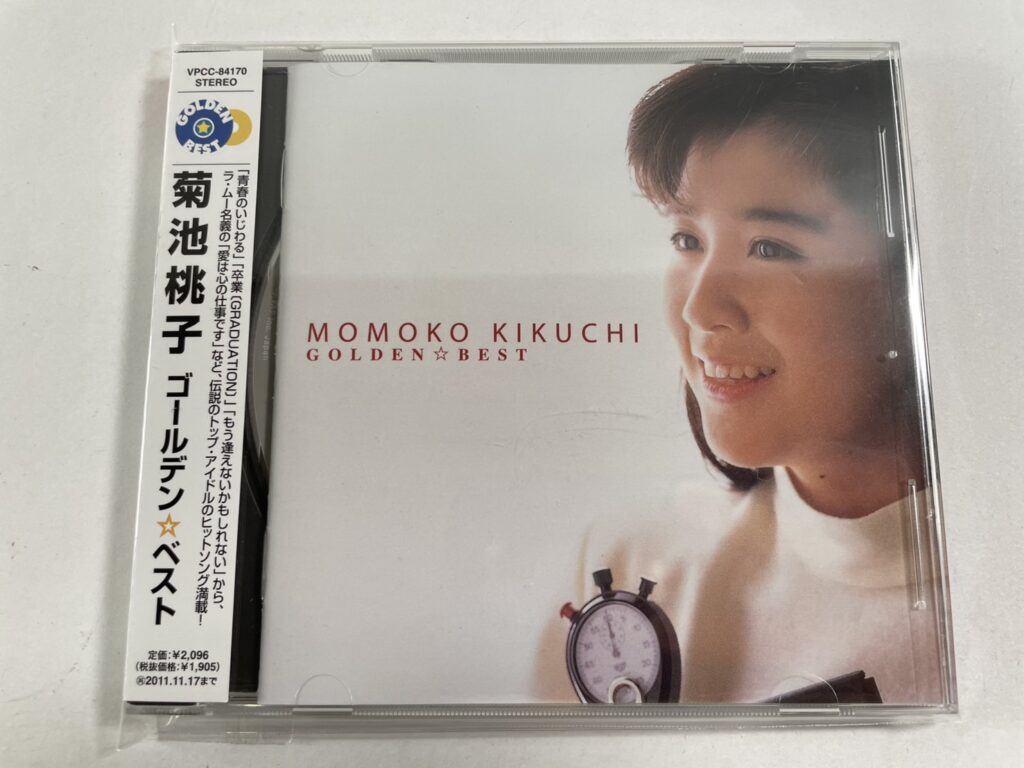 VPCC-84170
STEREO
GOLDEN
BEST
「青春のいじわる」「卒業(GRADUATION)」「もう逢えないかもしれない」から、
ラ・ムー名義の「愛は心の仕事です」など、伝説のトップ・アイドルのヒットソング満載!
菊池桃子 ゴールデン☆ベスト
定価:¥2,096
(税抜価格:¥1,905)
㋫2011.11.17まで
MOMOKO KIKUCHI
GOLDEN☆BEST